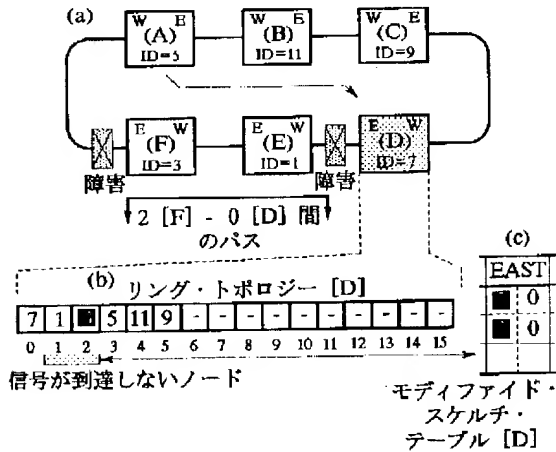 (a)
W E W E W E
(A) (B) (C)
ID=5 ID=11 ID=9
E W E W E W
(F) (E) (D)
ID=3 ID=1 ID=7
障害 障害
2 [F] - 0 [D] 間
のパス
(b) リング・トポロジー [D]
7 1 5 11 9 - - - - - - - - - -
0 1 2 3 4 5 6 7 8 9 10 11 12 13 14 15
信号が到達しないノード
(c)
EAST
0
0
モディファイド・
スケルチ・
テーブル [D]